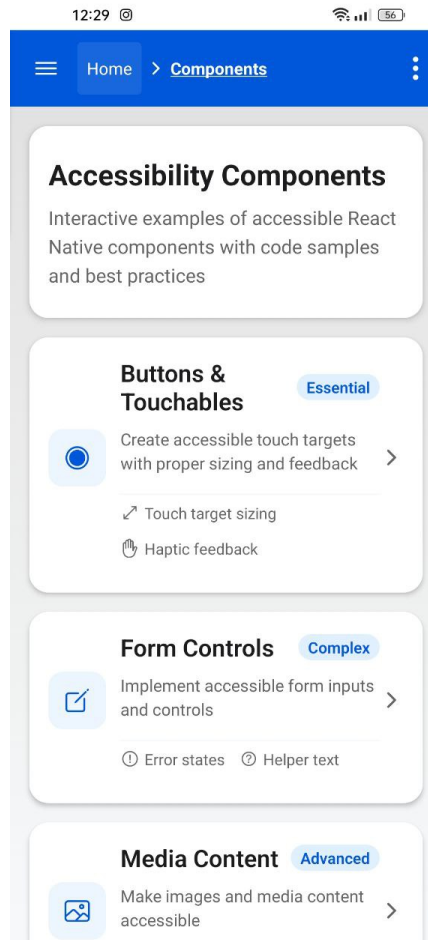 12:29
56
Home > Components
Accessibility Components
Interactive examples of accessible React
Native components with code samples
and best practices
Buttons &
Touchables
Essential
Create accessible touch targets
with proper sizing and feedback
Touch target sizing
Haptic feedback
Form Controls
Complex
Implement accessible form inputs
and controls
Error states
Helper text
Media Content
Advanced
Make images and media content
accessible